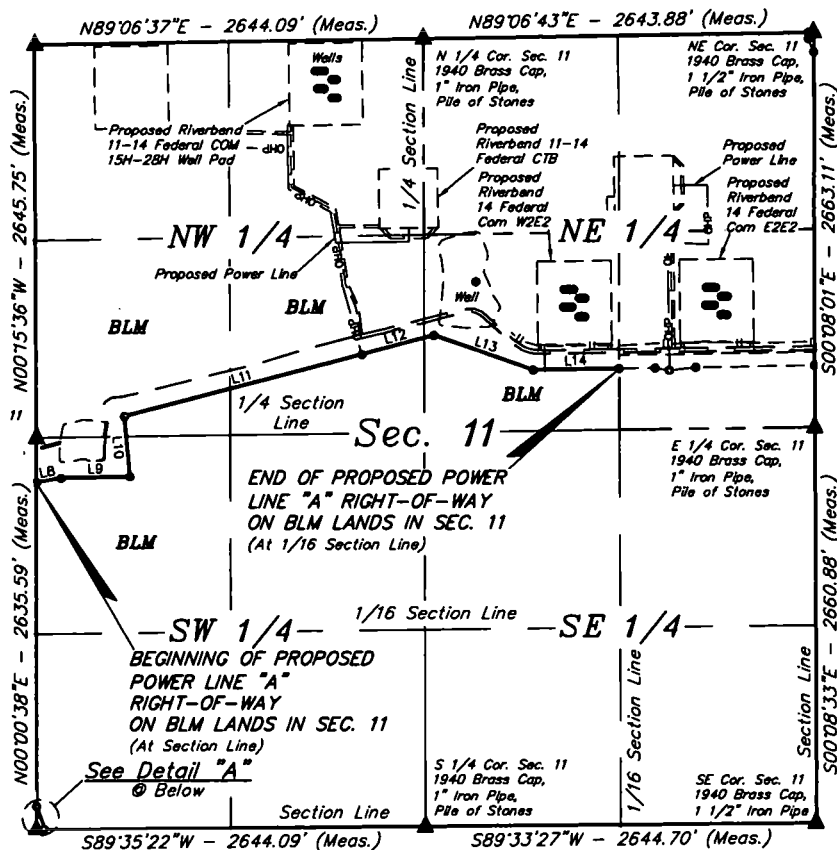 N89°06'37"E - 2644.09' (Meas.)
N89°06'43"E - 2643.88' (Meas.)
N 1/4 Cor. Sec. 11
1940 Brass Cap,
1" Iron Pipe,
Pile of Stones
NE Cor. Sec. 11
1940 Brass Cap,
1 1/2" Iron Pipe,
Pile of Stones
Wells
Proposed Riverbend
11-14 Federal COM
15H-28H Well Pad
OHP
1/4 Section Line
Proposed
Riverbend 11-14
Federal CTB
Proposed
Riverbend
14 Federal
Com W2E2
Proposed
Power Line
Proposed
Riverbend
14 Federal
Com E2E2
OHP
N00°15'36"W - 2645.75' (Meas.)
S00°08'01"E - 2663.11' (Meas.)
NW 1/4
NE 1/4
OHP
OHP
Proposed Power Line
BLM
BLM
Well
L12
L13
L14
L11
BLM
1/4 Section
Line
11
L10
Sec. 11
L8
L9
E 1/4 Cor. Sec. 11
1940 Brass Cap,
1" Iron Pipe,
Pile of Stones
END OF PROPOSED POWER
LINE "A" RIGHT-OF-WAY
ON BLM LANDS IN SEC. 11
(At 1/16 Section Line)
BLM
N00°00'38"E - 2635.59' (Meas.)
S00°08'33"E - 2660.88' (Meas.)
1/16 Section Line
SW 1/4
SE 1/4
BEGINNING OF PROPOSED
POWER LINE "A"
RIGHT-OF-WAY
ON BLM LANDS IN SEC. 11
(At Section Line)
1/16 Section Line
Section Line
See Detail "A"
@ Below
S 1/4 Cor. Sec. 11
1940 Brass Cap,
1" Iron Pipe,
Pile of Stones
SE Cor. Sec. 11
1940 Brass Cap,
1 1/2" Iron Pipe
Section Line
S89°35'22"W - 2644.09' (Meas.)
S89°33'27"W - 2644.70' (Meas.)